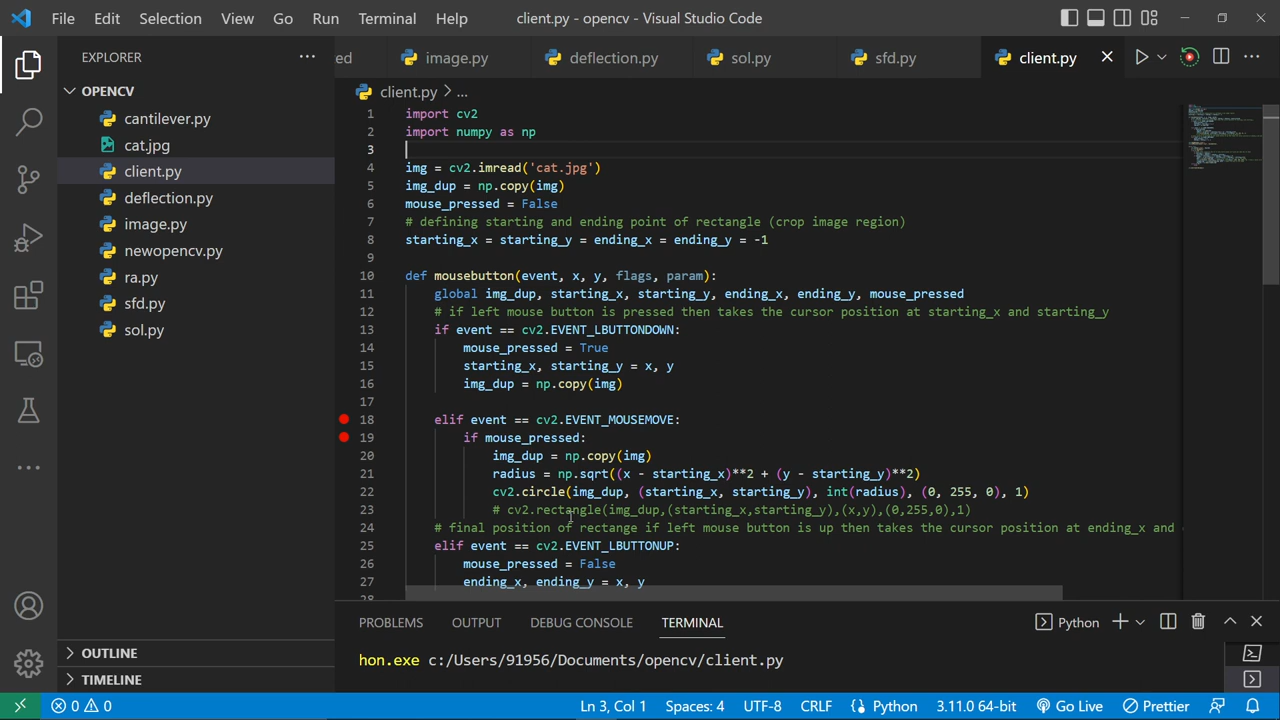 File Edit Selection View Go Run Terminal Help client.py - opencv - Visual Studio Code
EXPLORER
ed image.py deflection.py sol.py sfd.py client.py
OPENCV
cantilever.py
cat.jpg
client.py
deflection.py
image.py
newopencv.py
ra.py
sfd.py
sol.py
OUTLINE
TIMELINE
client.py > ...
1 import cv2
2 import numpy as np
3
4 img = cv2.imread('cat.jpg')
5 img_dup = np.copy(img)
6 mouse_pressed = False
7 # defining starting and ending point of rectangle (crop image region)
8 starting_x = starting_y = ending_x = ending_y = -1
9
10 def mousebutton(event, x, y, flags, param):
11 global img_dup, starting_x, starting_y, ending_x, ending_y, mouse_pressed
12 # if left mouse button is pressed then takes the cursor position at starting_x and starting_y
13 if event == cv2.EVENT_LBUTTONDOWN:
14 mouse_pressed = True
15 starting_x, starting_y = x, y
16 img_dup = np.copy(img)
17
18 elif event == cv2.EVENT_MOUSEMOVE:
19 if mouse_pressed:
20 img_dup = np.copy(img)
21 radius = np.sqrt((x - starting_x)**2 + (y - starting_y)**2)
22 cv2.circle(img_dup, (starting_x, starting_y), int(radius), (0, 255, 0), 1)
23 # cv2.rectangle(img_dup,(starting_x,starting_y),(x,y),(0,255,0),1)
24 # final position of rectange if left mouse button is up then takes the cursor position at ending_x and
25 elif event == cv2.EVENT_LBUTTONUP:
26 mouse_pressed = False
27 ending_x, ending_y = x, y
28
PROBLEMS OUTPUT DEBUG CONSOLE TERMINAL Python
hon.exe c:/Users/91956/Documents/opencv/client.py
0 0 Ln 3, Col 1 Spaces: 4 UTF-8 CRLF Python 3.11.0 64-bit Go Live Prettier